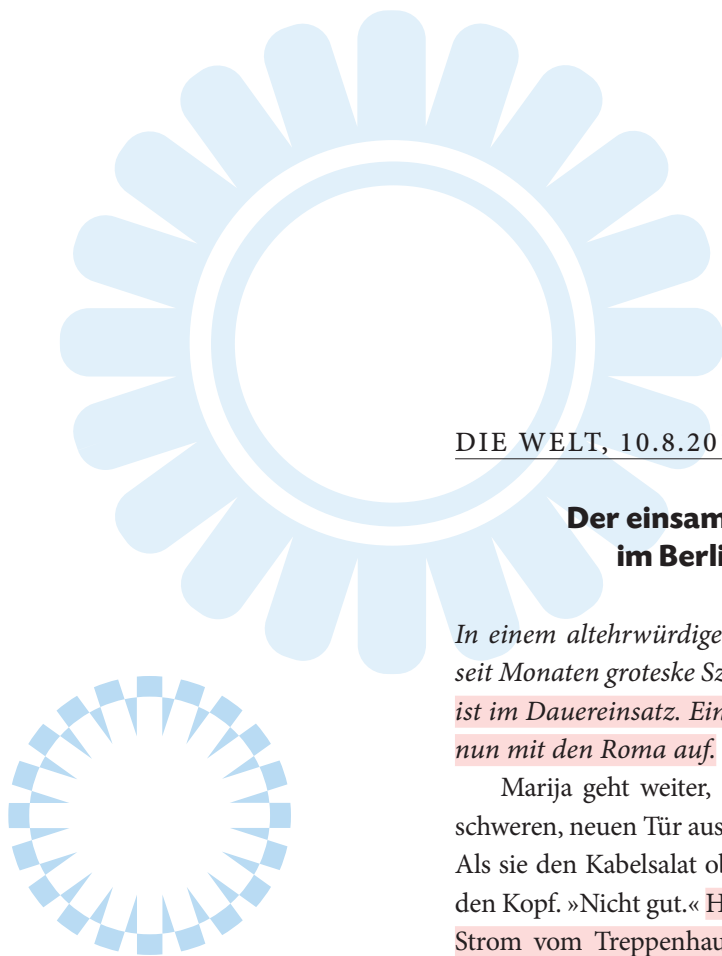 DIE WELT, 10.8.20
Der einsam
im Berli
In einem altehrwürdige
seit Monaten groteske Sz
ist im Dauereinsatz. Ein
nun mit den Roma auf.
Marija geht weiter,
schweren, neuen Tür aus
Als sie den Kabelsalat ob
den Kopf. »Nicht gut.« H
Strom vom Treppenhau